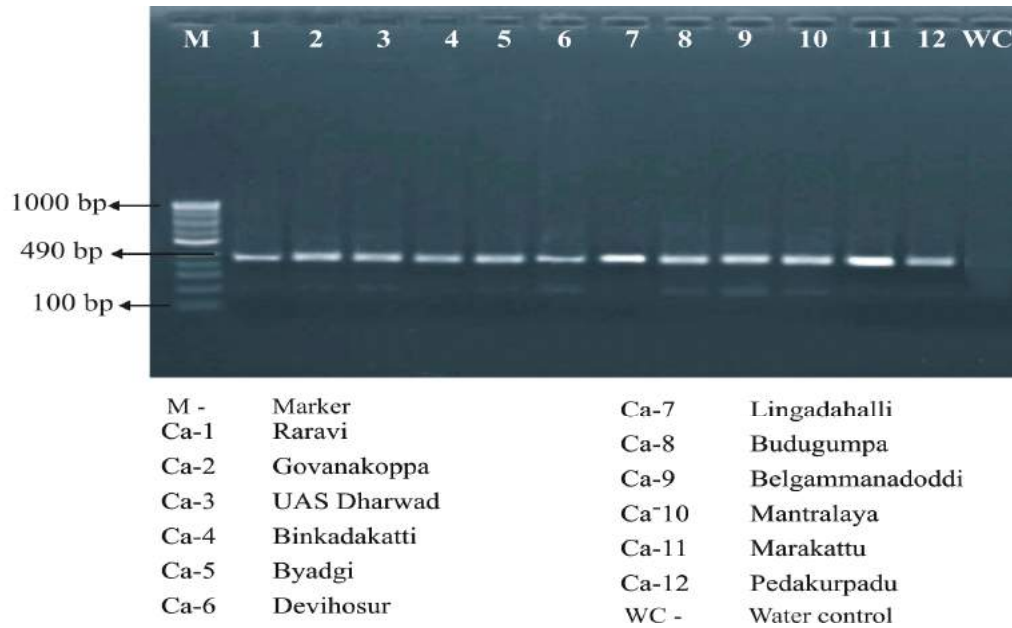 M 1 2 3 4 5 6 7 8 9 10 11 12 WC
1000 bp
490 bp
100 bp
M - Marker
Ca-1 Raravi
Ca-2 Govanakoppa
Ca-3 UAS Dharwad
Ca-4 Binkadakatti
Ca-5 Byadgi
Ca-6 Devihosur
Ca-7 Lingadahalli
Ca-8 Budugumpa
Ca-9 Belgammanadoddi
Ca-10 Mantralaya
Ca-11 Marakattu
Ca-12 Pedakurpadu
WC - Water control